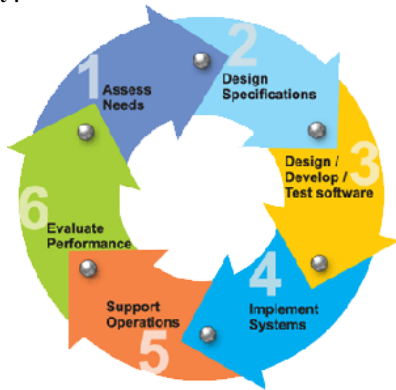 1
Assess
Needs
2
Design
Specifications
3
Design /
Develop /
Test software
4
Implement
Systems
5
Support
Operations
6
Evaluate
Performance